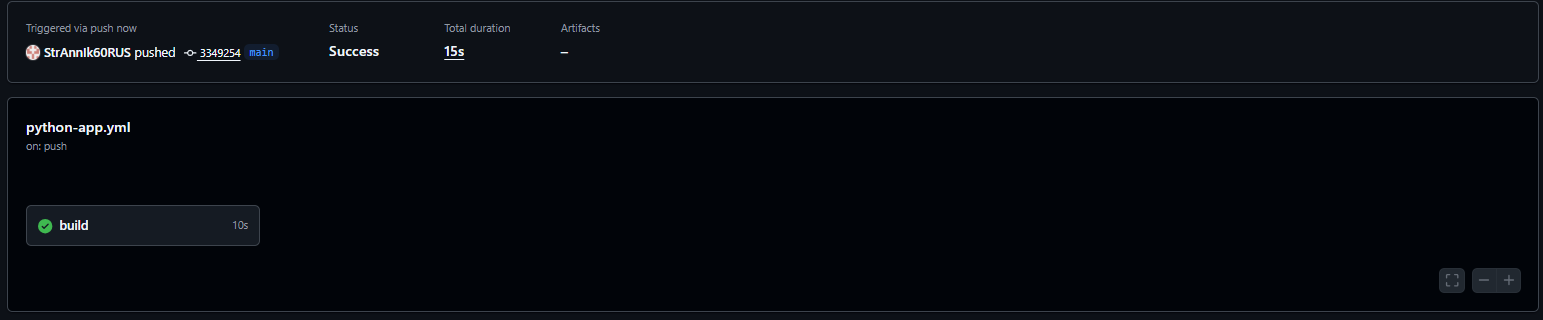 Triggered via push now
StrAnnIk60RUS pushed 3349254 main
Status
Success
Total duration
15s
Artifacts
–
python-app.yml
on: push
build 10s